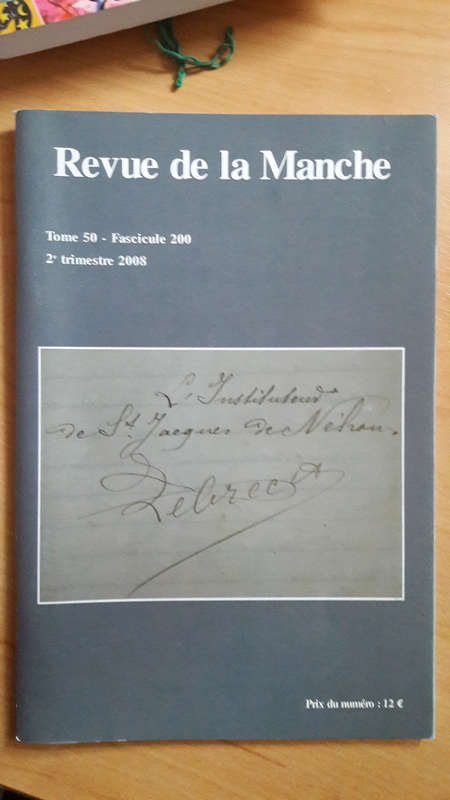 Revue de la Manche
Tome 50 - Fascicule 200
2e trimestre 2008
L'Instituteur
de St Jacques de Néhou.
Lebrect
Prix du numéro : 12 €